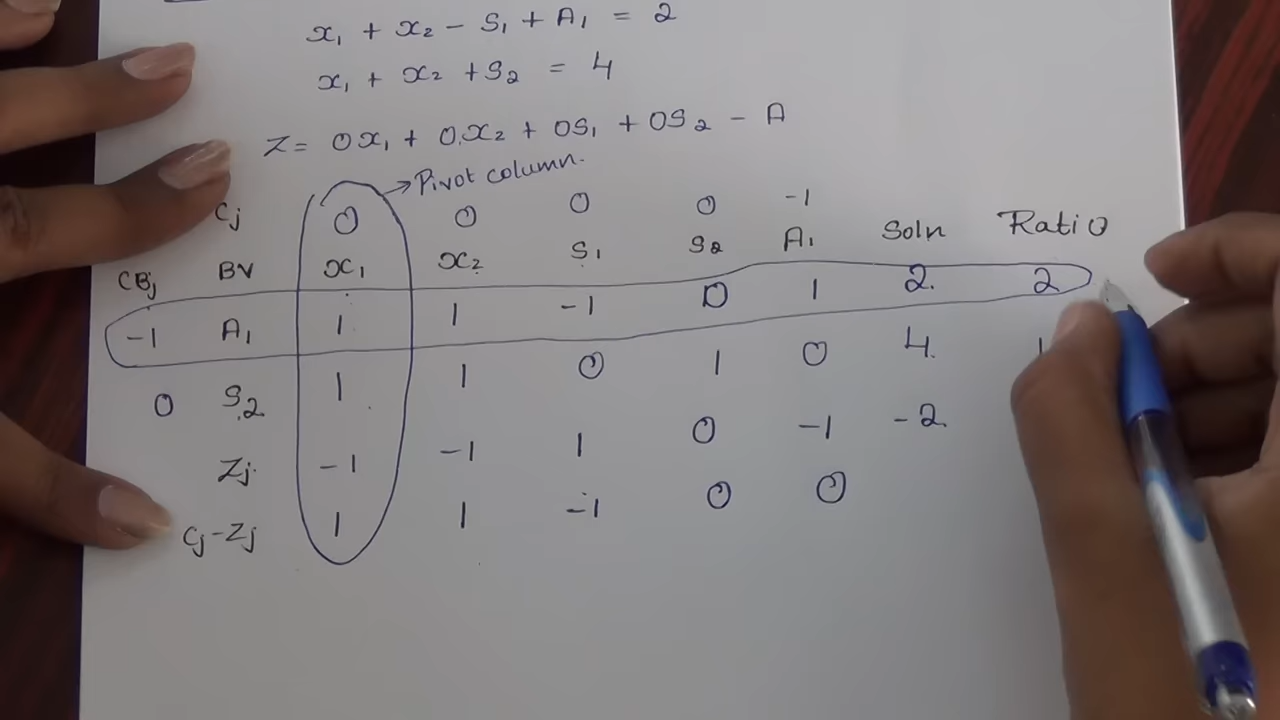 x₁ + x₂ - S₁ + A₁ = 2
x₁ + x₂ + S₂ = 4
Z = 0x₁ + 0.x₂ + 0S₁ + 0S₂ - A
→ Pivot column.
Cj 0 0 0 0 -1
CBj BV x₁ x₂ S₁ S₂ A₁ Soln Ratio
-1 A₁ 1 1 -1 0 1 2. 2
0 S₂ 1 1 0 1 0 4.
Zj -1 -1 1 0 -1 -2.
Cj-Zj 1 1 -1 0 0